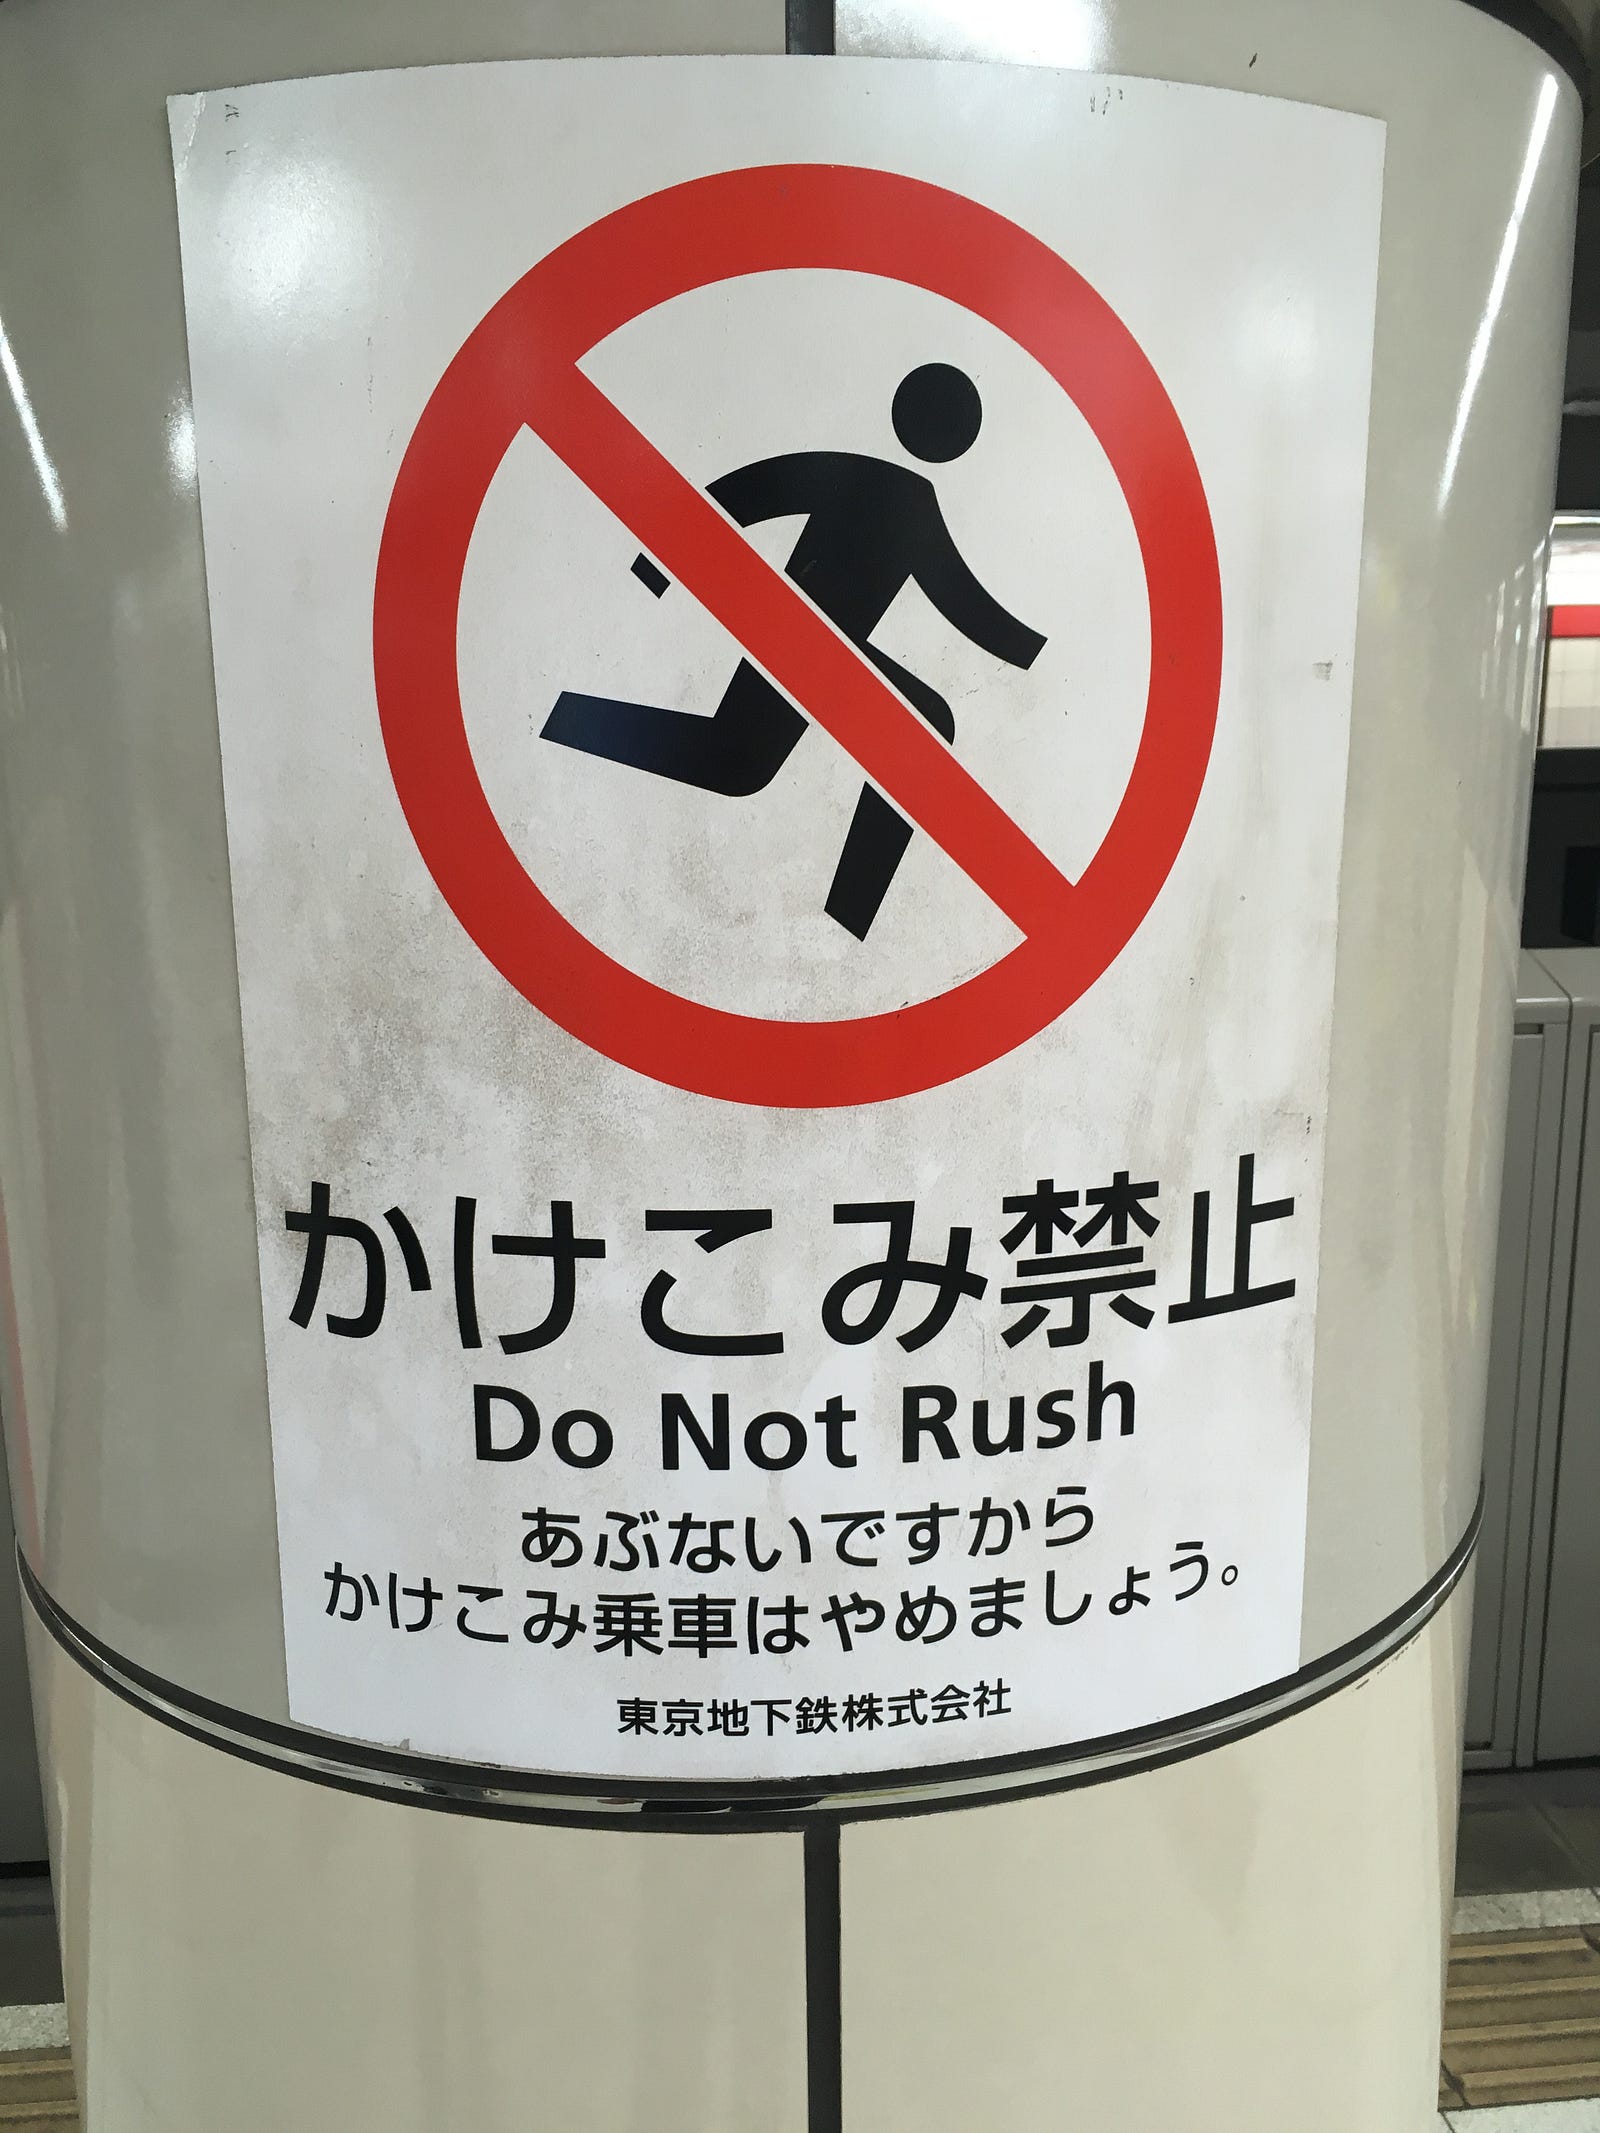 かけこみ禁止
Do Not Rush
あぶないですから
かけこみ乗車はやめましょう。
東京地下鉄株式会社